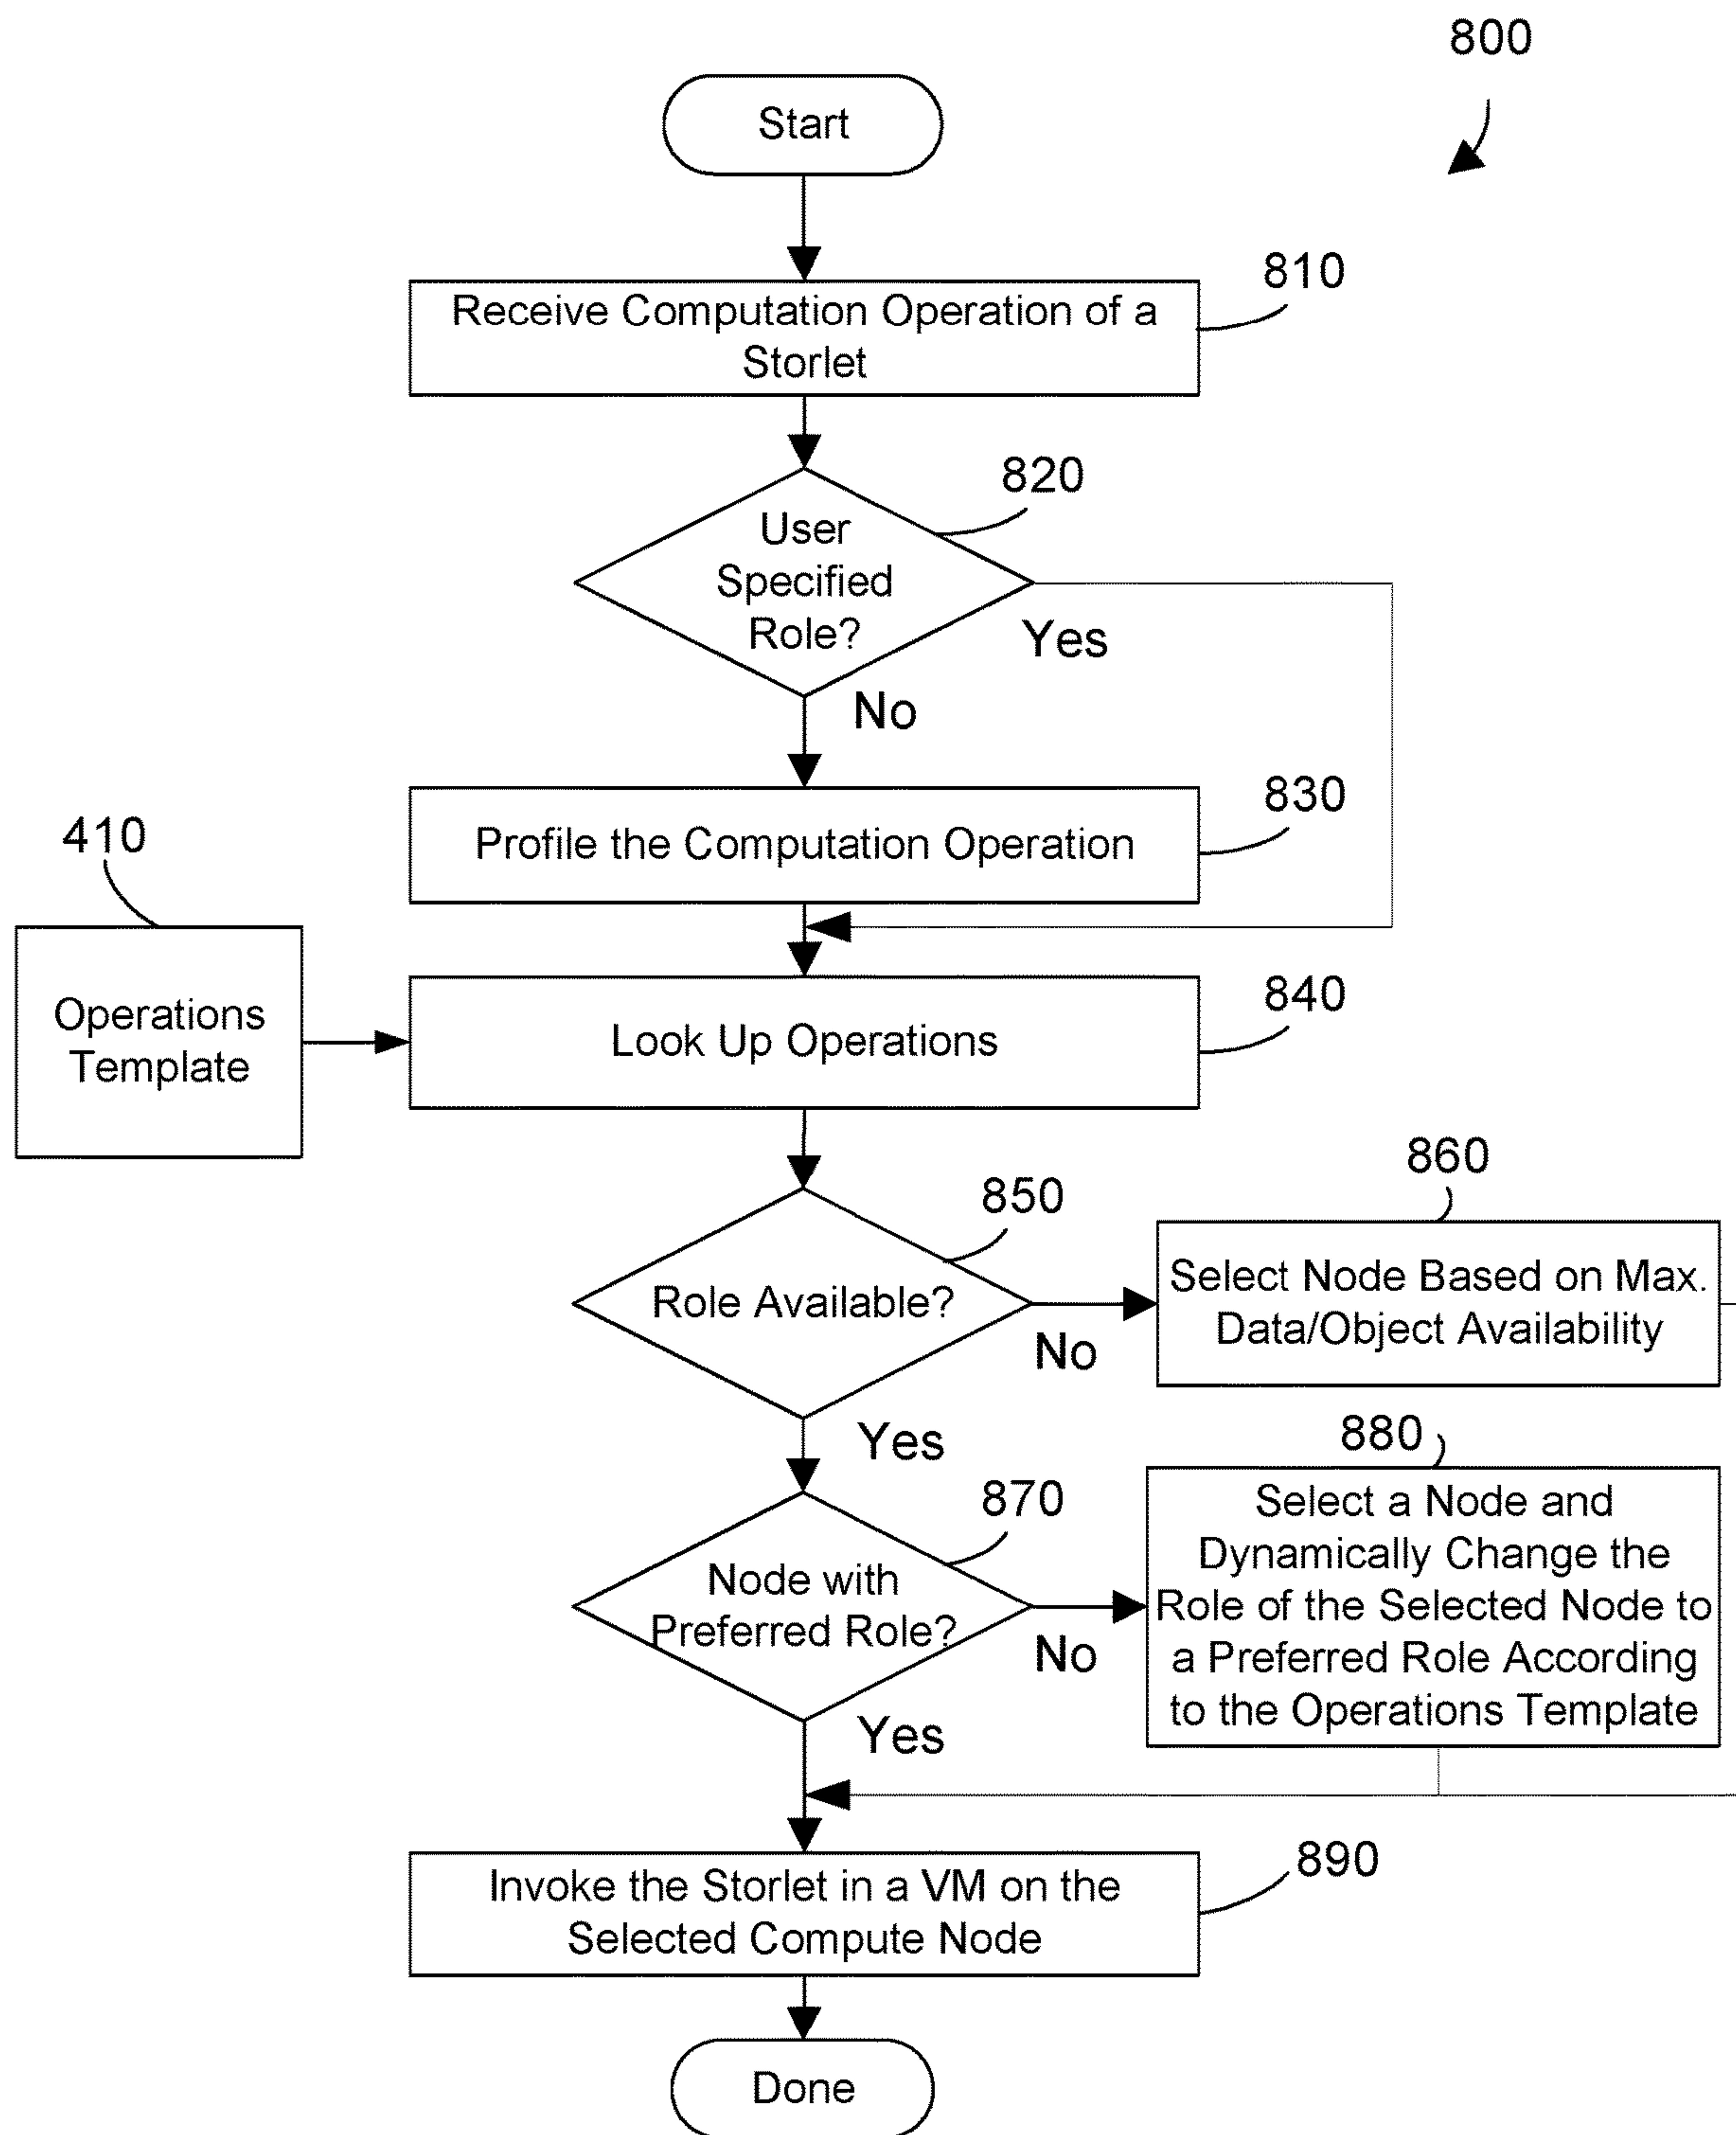 800
Start
810
Receive Computation Operation of a
Storlet
820
User
Specified
Role?
Yes
No
830
Profile the Computation Operation
410
Operations
Template
840
Look Up Operations
850
Role Available?
No
860
Select Node Based on Max.
Data/Object Availability
Yes
870
Node with
Preferred Role?
No
880
Select a Node and
Dynamically Change the
Role of the Selected Node to
a Preferred Role According
to the Operations Template
Yes
890
Invoke the Storlet in a VM on the
Selected Compute Node
Done